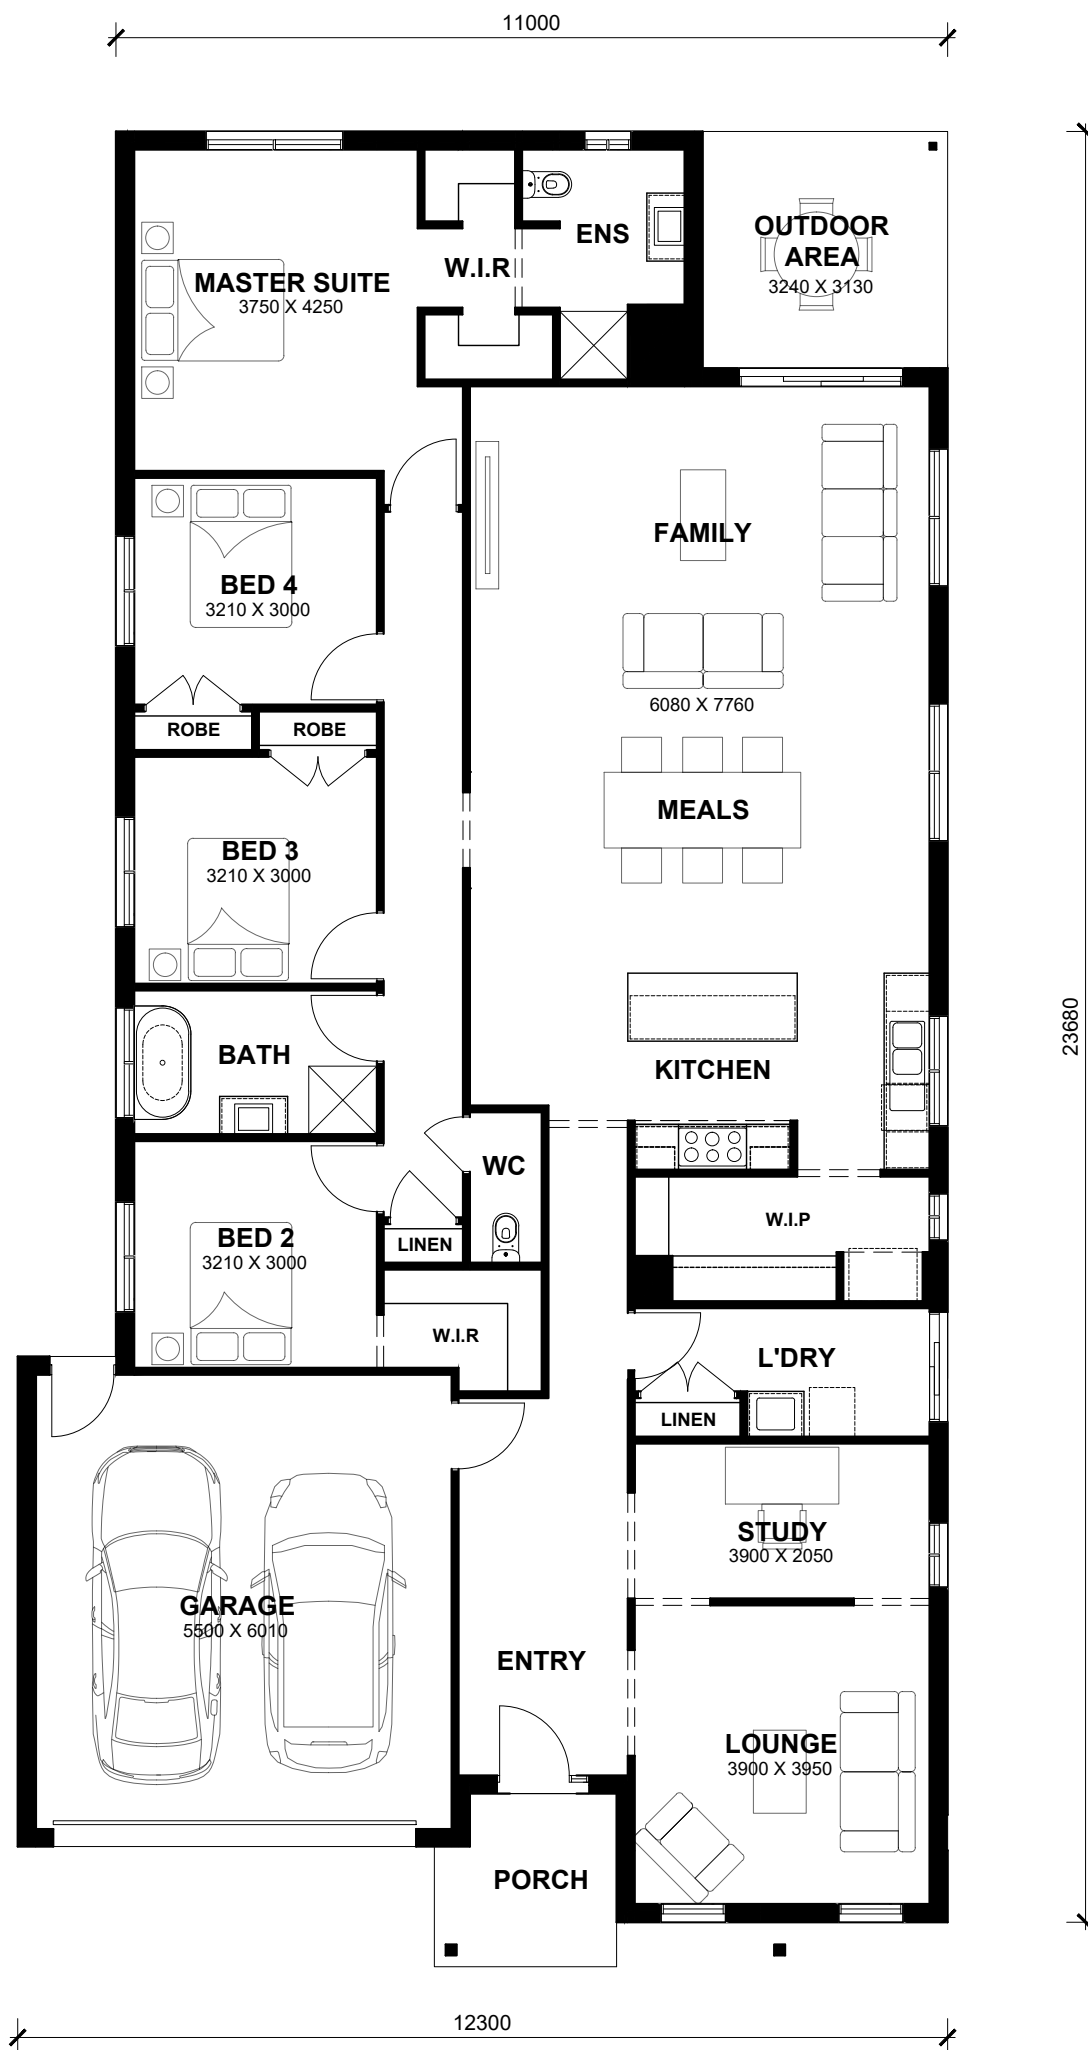 11000
OUTDOOR
AREA
3240 X 3130
ENS
W.I.R
MASTER SUITE
3750 X 4250
FAMILY
BED 4
3210 X 3000
6080 X 7760
ROBE
ROBE
MEALS
BED 3
3210 X 3000
23680
BATH
KITCHEN
WC
W.I.P
BED 2
3210 X 3000
LINEN
W.I.R
L'DRY
LINEN
STUDY
3900 X 2050
GARAGE
5500 X 6010
ENTRY
LOUNGE
3900 X 3950
PORCH
12300